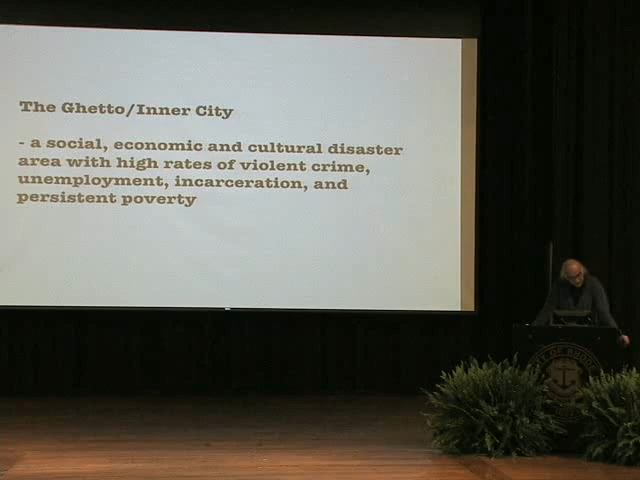 The Ghetto/Inner City
- a social, economic and cultural disaster
area with high rates of violent crime,
unemployment, incarceration, and
persistent poverty